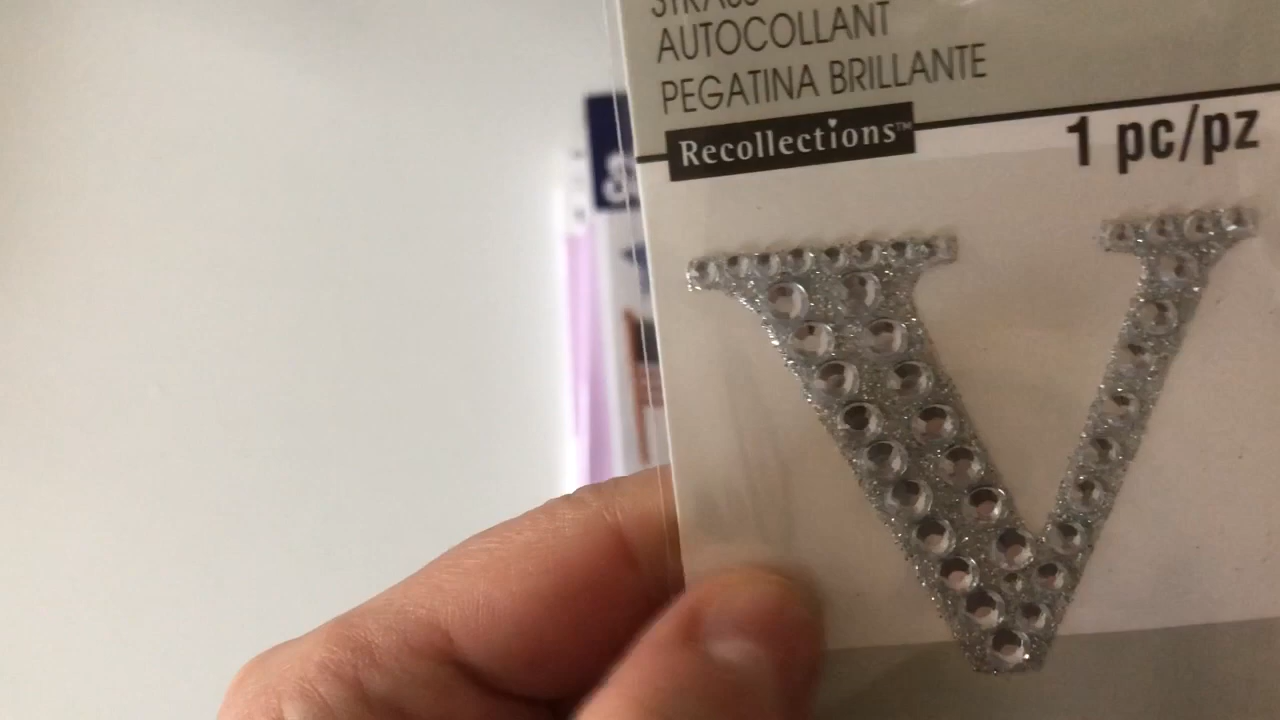 AUTOCOLLANT
PEGATINA BRILLANTE
Recollections™
1 pc/pz
&
V